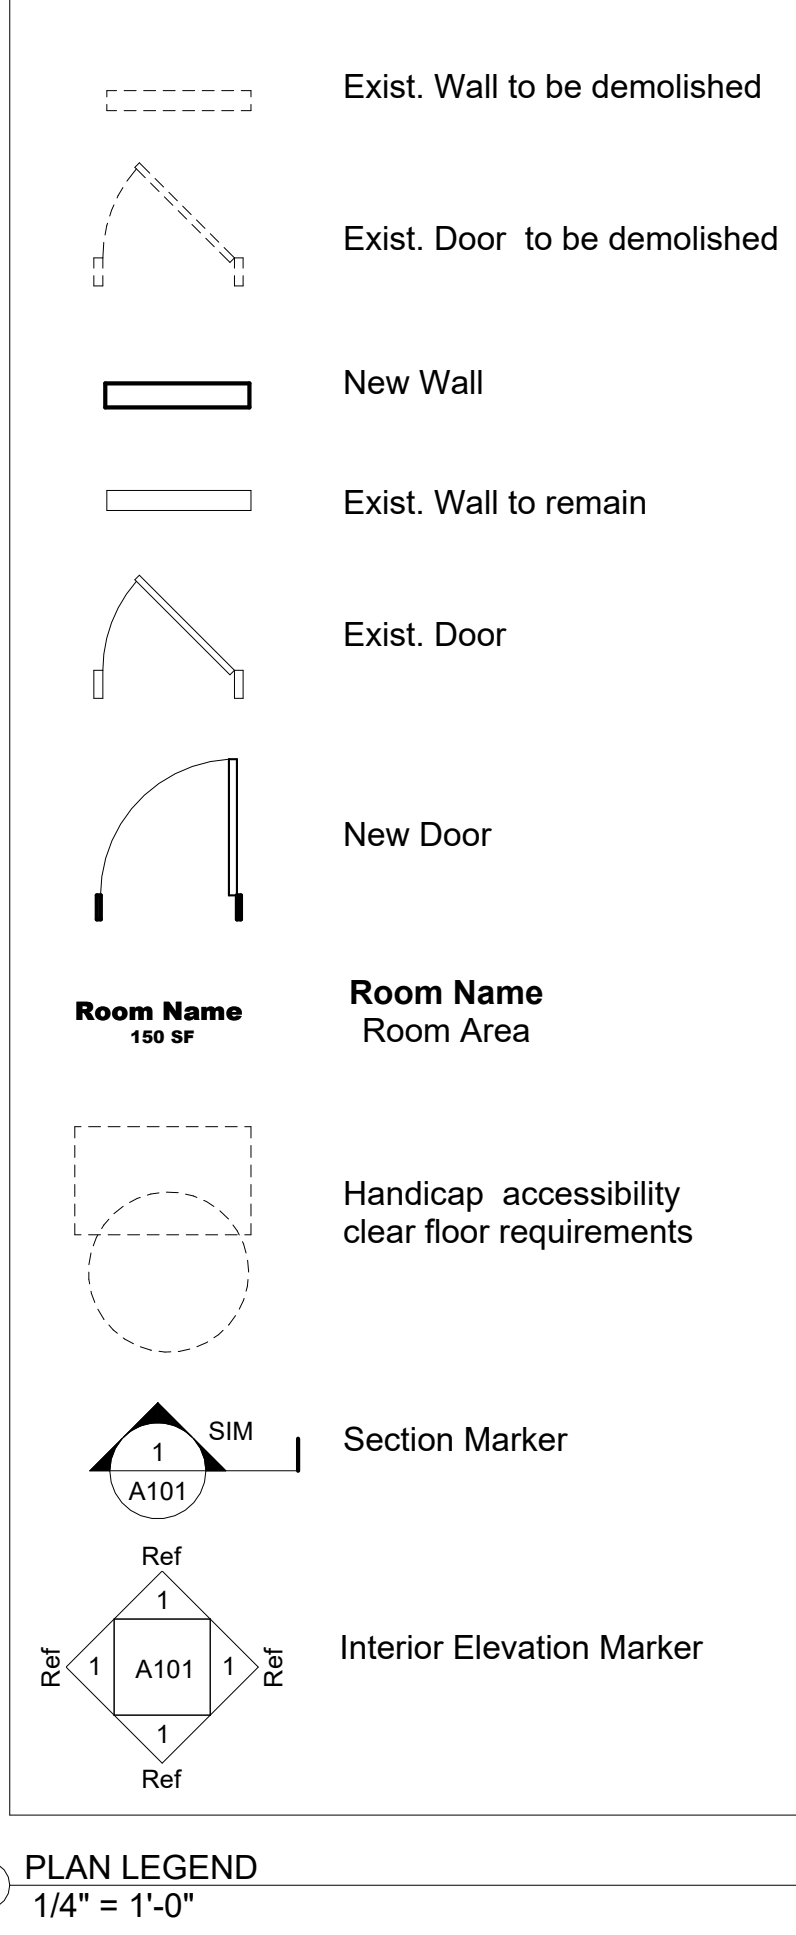 Exist. Wall to be demolished
Exist. Door  to be demolished
New Wall
Exist. Wall to remain
Exist. Door
New Door
Room Name
150 SF
Room Name
Room Area
Handicap  accessibility
clear floor requirements
SIM
1
A101
Section Marker
Ref
1
Ref
1
A101
1
Ref
1
Ref
Interior Elevation Marker
PLAN LEGEND
1/4" = 1'-0"